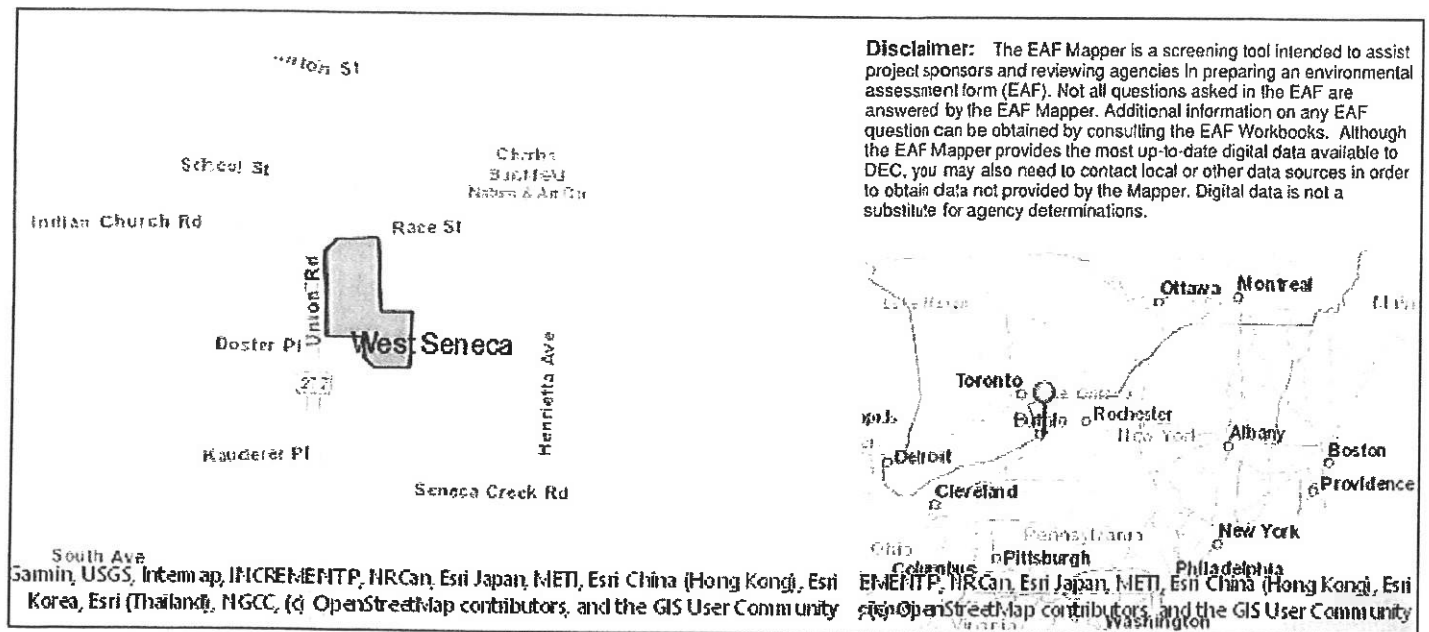 School St
Indian Church Rd
Race St
Union Rd
Doster Pl
West Seneca
Henrietta Ave
Kauderer Pl
Seneca Creek Rd
South Ave
Garmin, USGS, Intermap, INCREMENT P, NRCan, Esri Japan, METI, Esri China (Hong Kong), Esri
Korea, Esri (Thailand), NGCC, (c) OpenStreetMap contributors, and the GIS User Community
Disclaimer: The EAF Mapper is a screening tool intended to assist
project sponsors and reviewing agencies in preparing an environmental
assessment form (EAF). Not all questions asked in the EAF are
answered by the EAF Mapper. Additional information on any EAF
question can be obtained by consulting the EAF Workbooks. Although
the EAF Mapper provides the most up-to-date digital data available to
DEC, you may also need to contact local or other data sources in order
to obtain data not provided by the Mapper. Digital data is not a
substitute for agency determinations.
Ottawa
Montreal
Toronto
Buffalo
Rochester
New York
Albany
Detroit
Boston
Cleveland
Providence
New York
Pennsylvania
Ohio
Pittsburgh
Columbus
Philadelphia
EMENT P, NRCan, Esri Japan, METI, Esri China (Hong Kong), Esri
OpenStreetMap contributors, and the GIS User Community
Washington